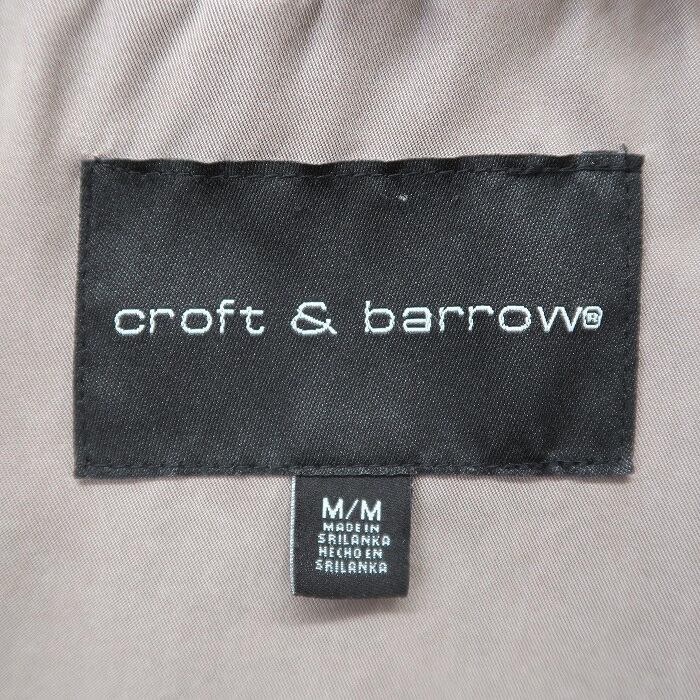 croft & barrow®
M/M
MADE IN
SRILANKA
HECHO EN
SRILANKA